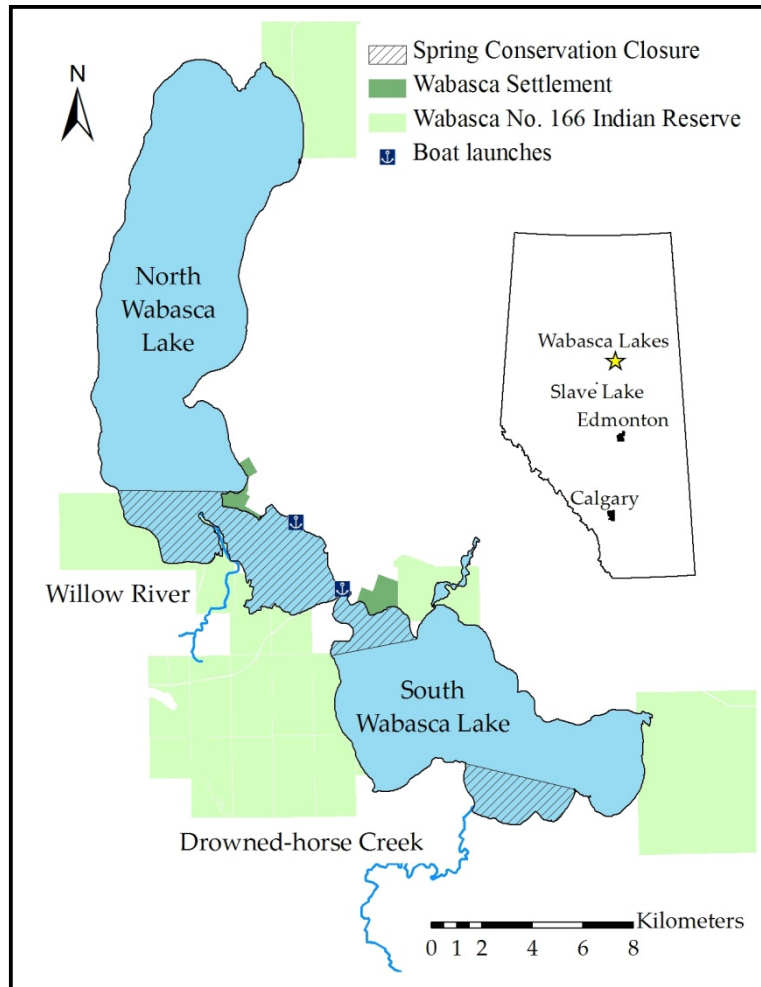 N
Spring Conservation Closure
Wabasca Settlement
Wabasca No. 166 Indian Reserve
Boat launches
North
Wabasca
Lake
Wabasca Lakes
Slave Lake
Edmonton
Calgary
Willow River
South
Wabasca Lake
Drowned-horse Creek
Kilometers
0 1 2 4 6 8